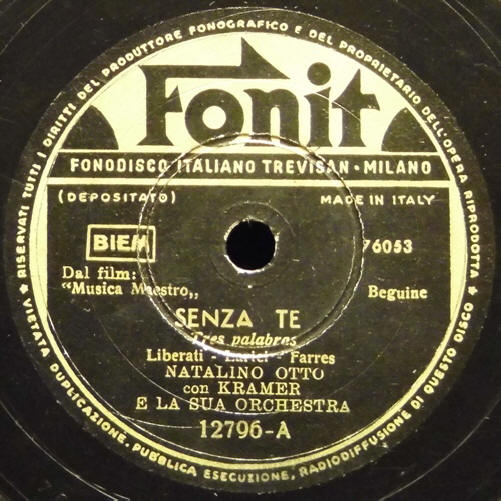 ★ RISERVATI TUTTI I DIRITTI DEL PRODUTTORE FONOGRAFICO E DEL PROPRIETARIO DELL'OPERA RIPRODOTTA ★
Fonit
FONODISCO ITALIANO TREVISAN • MILANO
(DEPOSITATO) MADE IN ITALY
BIEM 76053
Dal film:
"Musica Maestro„ Beguine
SENZA TE
Tres palabras
Liberati - Larici - Farres
NATALINO OTTO
con KRAMER
E LA SUA ORCHESTRA
12796-A
VIETATA DUPLICAZIONE, PUBBLICA ESECUZIONE, RADIODIFFUSIONE DI QUESTO DISCO